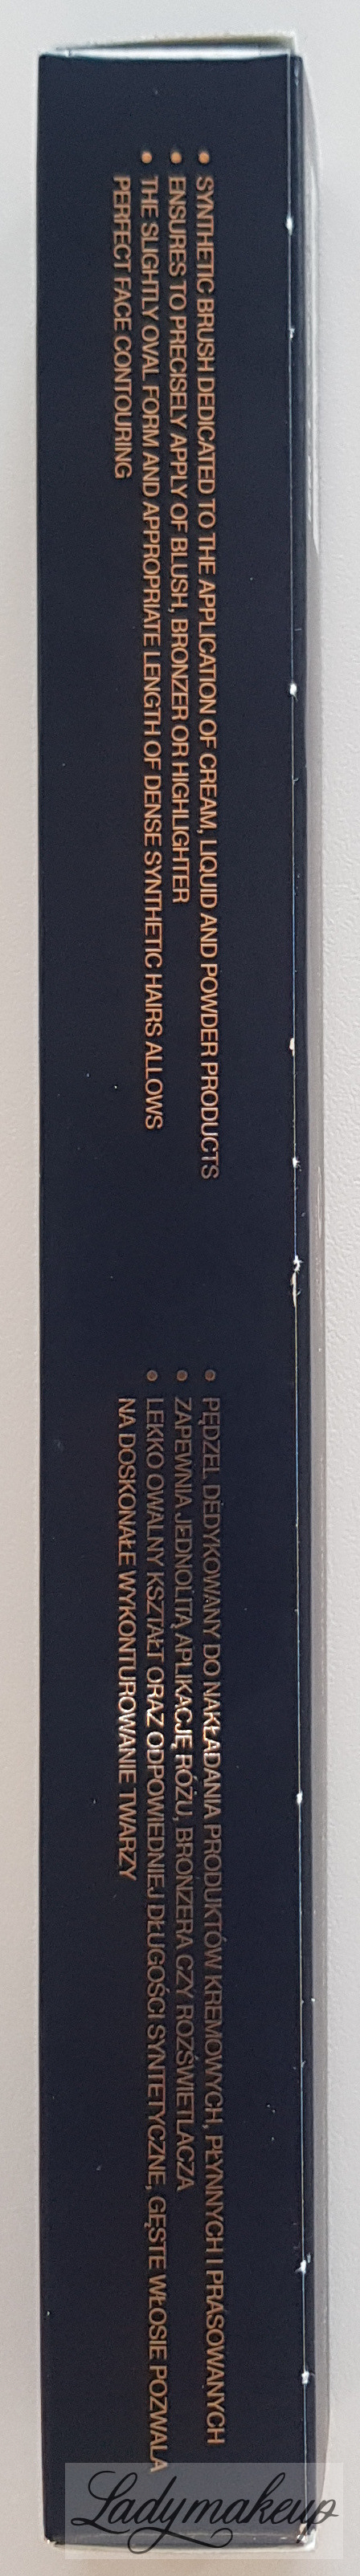 • SYNTHETIC BRUSH DEDICATED TO THE APPLICATION OF CREAM, LIQUID AND POWDER PRODUCTS
• ENSURES TO PRECISELY APPLY OF BLUSH, BRONZER OR HIGHLIGHTER
• THE SLIGHTLY OVAL FORM AND APPROPRIATE LENGTH OF DENSE SYNTHETIC HAIRS ALLOWS
PERFECT FACE CONTOURING
• PĘDZEL DEDYKOWANY DO NAKŁADANIA PRODUKTÓW KREMOWYCH, PŁYNNYCH I PRASOWANYCH
• ZAPEWNIA JEDNOLITĄ APLIKACJĘ RÓŻU, BRONZERA CZY ROZŚWIETLACZA
• LEKKO OWALNY KSZTAŁT ORAZ ODPOWIEDNIEJ DŁUGOŚCI SYNTETYCZNE, GĘSTE WŁOSIE POZWALA
NA DOSKONAŁE WYKONTUROWANIE TWARZY
Ladymakeup